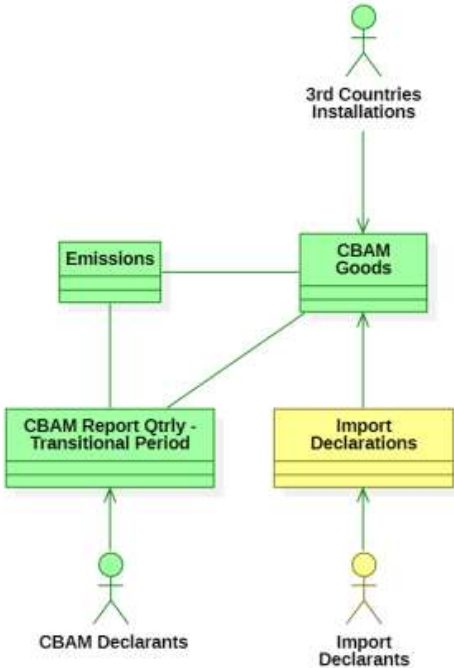 3rd Countries
Installations
Emissions
CBAM
Goods
CBAM Report Qtrly -
Transitional Period
Import
Declarations
CBAM Declarants
Import
Declarants